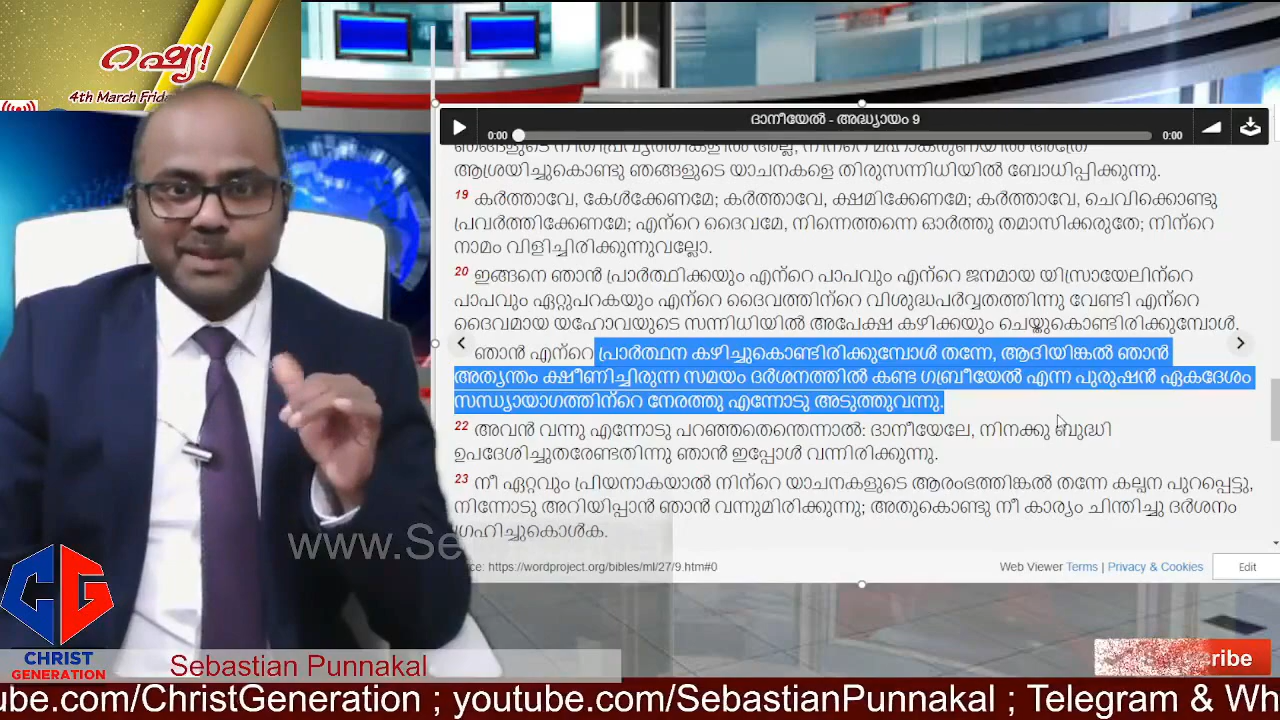 റഷ്യ!
4th March Frid
ദാനീയേൽ - അദ്ധ്യായം 9
0:00
0:00
ആശ്രയിച്ചുകൊണ്ടു ഞങ്ങളുടെ യാചനകളെ തിരുസന്നിധിയിൽ ബോധിപ്പിക്കുന്നു.
19 കർത്താവേ, കേൾക്കേണമേ; കർത്താവേ, ക്ഷമിക്കേണമേ; കർത്താവേ, ചെവിക്കൊണ്ടു
പ്രവർത്തിക്കേണമേ; എന്റെ ദൈവമേ, നിന്നെത്തന്നെ ഓർത്തു തമാസിക്കരുതേ; നിന്റെ
നാമം വിളിച്ചിരിക്കുന്നുവല്ലോ.
20 ഇങ്ങനെ ഞാൻ പ്രാർത്ഥിക്കയും എന്റെ പാപവും എന്റെ ജനമായ യിസ്രായേലിന്റെ
പാപവും ഏറ്റുപറകയും എന്റെ ദൈവത്തിന്റെ വിശുദ്ധപർവ്വതത്തിന്നു വേണ്ടി എന്റെ
ദൈവമായ യഹോവയുടെ സന്നിധിയിൽ അപേക്ഷ കഴിക്കയും ചെയ്തുകൊണ്ടിരിക്കുമ്പോൾ.
ഞാൻ എന്റെ പ്രാർത്ഥന കഴിച്ചുകൊണ്ടിരിക്കുമ്പോൾ തന്നേ, ആദിയിങ്കൽ ഞാൻ
അത്യന്തം ക്ഷീണിച്ചിരുന്ന സമയം ദർശനത്തിൽ കണ്ട ഗബ്രീയേൽ എന്ന പുരുഷൻ ഏകദേശം
സന്ധ്യായാഗത്തിന്റെ നേരത്തു എന്നോടു അടുത്തുവന്നു.
22 അവൻ വന്നു എന്നോടു പറഞ്ഞതെന്തെന്നാൽ: ദാനീയേലേ, നിനക്കു ബുദ്ധി
ഉപദേശിച്ചുതരേണ്ടതിന്നു ഞാൻ ഇപ്പോൾ വന്നിരിക്കുന്നു.
23 നീ ഏറ്റവും പ്രിയനാകയാൽ നിന്റെ യാചനകളുടെ ആരംഭത്തിങ്കൽ തന്നേ കല്പന പുറപ്പെട്ടു,
നിന്നോടു അറിയിപ്പാൻ ഞാൻ വന്നുമിരിക്കുന്നു; അതുകൊണ്ടു നീ കാര്യം ചിന്തിച്ചു ദർശനം
ഗ്രഹിച്ചുകൊൾക.
www.Se
ce: https://wordproject.org/bibles/ml/27/9.htm#0
Web Viewer Terms | Privacy & Cookies
Edit
CG
CHRIST
GENERATION
Sebastian Punnakal
ribe
ube.com/ChristGeneration ; youtube.com/SebastianPunnakal ; Telegram & Wh